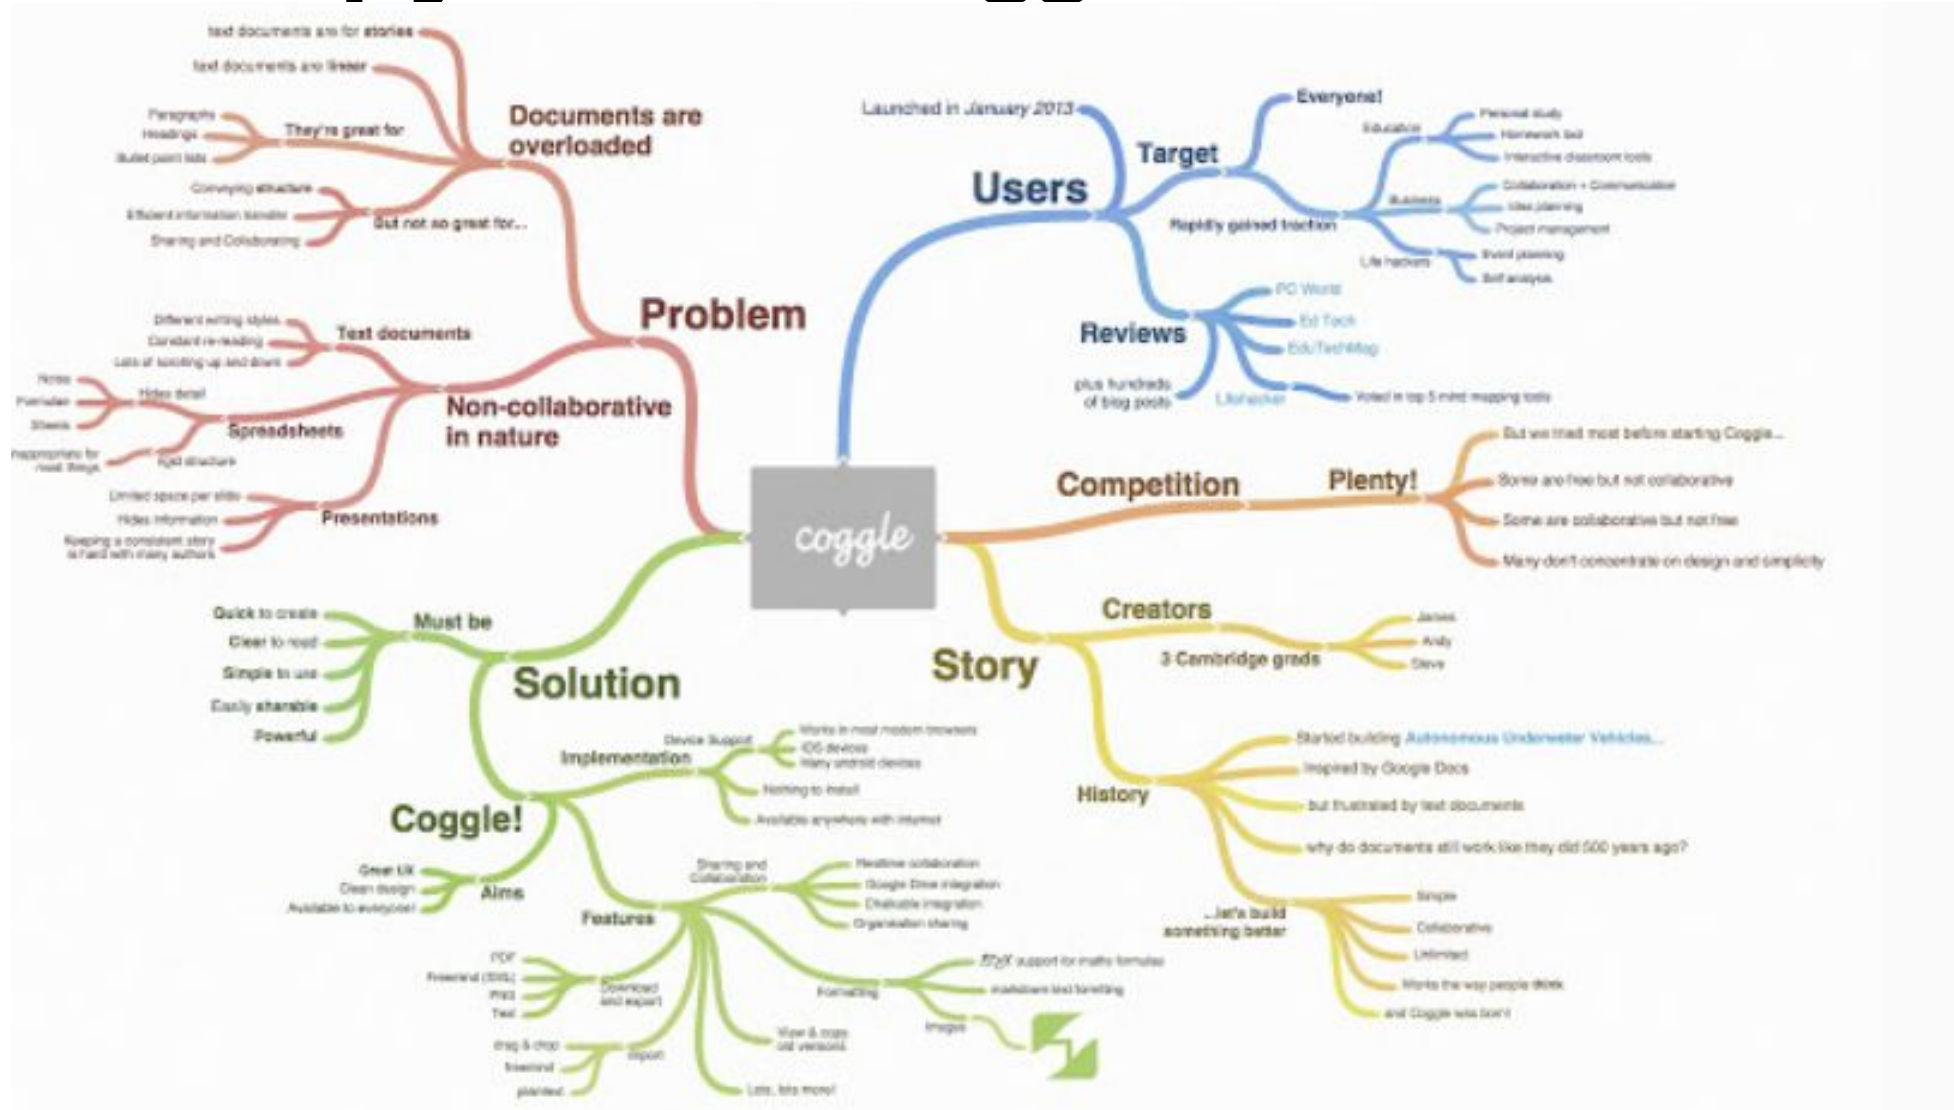 text documents are for stories
text documents are linear
Documents are
overloaded
They're great for
Paragraphs
Headings
Bullet point lists
But not so great for...
Conveying structure
Efficient information transfer
Sharing and Collaborating
Problem
Non-collaborative
in nature
Text documents
Different writing styles
Constant re-reading
Lots of scrolling up and down
Spreadsheets
Hides detail
Notes
Formulae
Sheets
rigid structure
inappropriate for
most things
Presentations
Limited space per slide
Hides information
Keeping a consistent story
is hard with many authors
coggle
Users
Launched in January 2013
Target
Everyone!
Rapidly gained traction
Education
Personal study
Homework tool
Interactive classroom tools
Business
Collaboration + Communication
Idea planning
Project management
Life hackers
Event planning
Self analysis
Reviews
PC World
Ed Tech
EduTechMag
Lifehacker
Voted in top 5 mind mapping tools
plus hundreds
of blog posts
Competition
Plenty!
But we tried most before starting Coggle...
Some are free but not collaborative
Some are collaborative but not free
Many don't concentrate on design and simplicity
Story
Creators
3 Cambridge grads
James
Andy
Steve
History
Started building Autonomous Underwater Vehicles...
Inspired by Google Docs
but frustrated by text documents
why do documents still work like they did 500 years ago?
...let's build
something better
Simple
Collaborative
Unlimited
Works the way people think
and Coggle was born!
Solution
Must be
Quick to create
Clear to read
Simple to use
Easily sharable
Powerful
Coggle!
Implementation
Device Support
Works in most modern browsers
iOS devices
Many android devices
Nothing to install
Available anywhere with internet
Aims
Great UX
Clean design
Available to everyone!
Features
Sharing and
Collaboration
Realtime collaboration
Google Drive integration
Chalkable integration
Organisation sharing
Formatting
LATEX support for maths formulae
markdown text formatting
Images
View & copy
old versions
Lots, lots more!
Download
and export
PDF
Freemind
PNG
Text
drag & drop
freemind